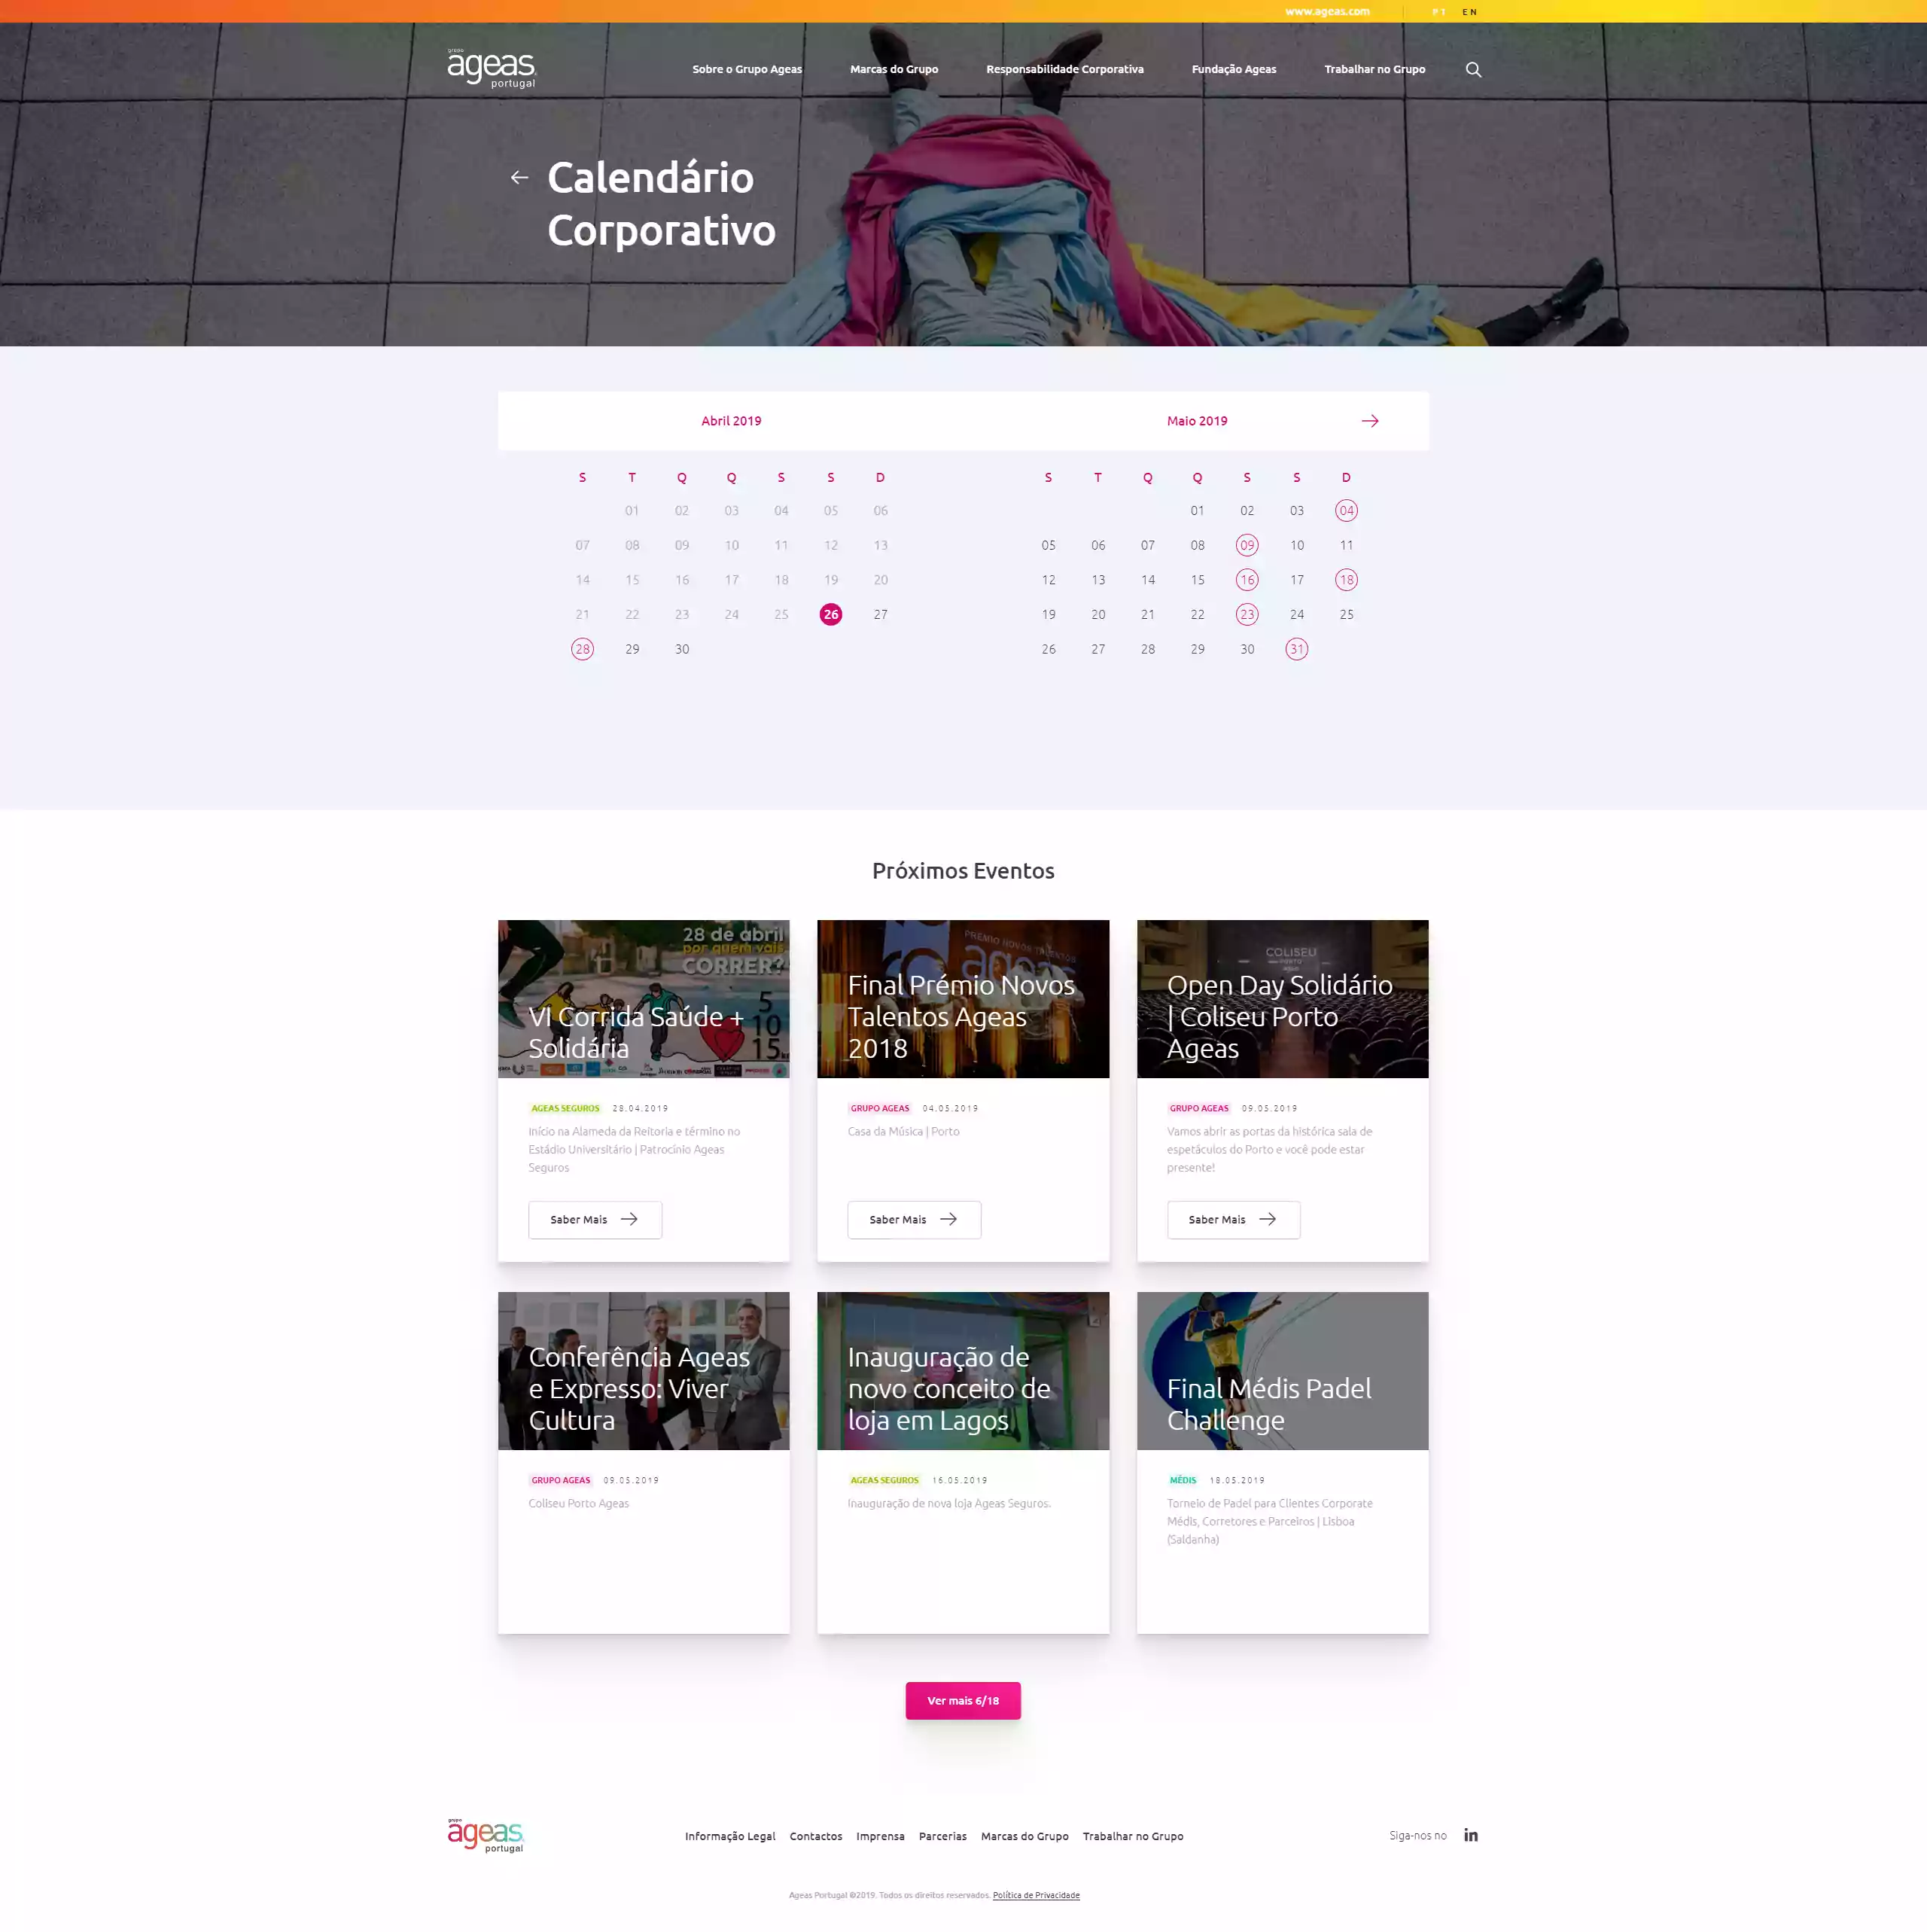 www.ageas.com
PT EN
grupo
ageas
portugal
Sobre o Grupo Ageas Marcas do Grupo Responsabilidade Corporativa Fundação Ageas Trabalhar no Grupo
Calendário
Corporativo
Abril 2019
S T Q Q S S D
01 02 03 04 05 06
07 08 09 10 11 12 13
14 15 16 17 18 19 20
21 22 23 24 25 26 27
28 29 30
Maio 2019
S T Q Q S S D
01 02 03 04
05 06 07 08 09 10 11
12 13 14 15 16 17 18
19 20 21 22 23 24 25
26 27 28 29 30 31
Próximos Eventos
28 de abril
por quem vais
CORRER?
5
10
15
VI Corrida Saúde +
Solidária
AGEAS SEGUROS 28.04.2019
Início na Alameda da Reitoria e término no
Estádio Universitário | Patrocínio Ageas
Seguros
Saber Mais
PRÉMIO NOVOS TALENTOS
ageas
Final Prémio Novos
Talentos Ageas
2018
GRUPO AGEAS 04.05.2019
Casa da Música | Porto
Saber Mais
COLISEU
PORTO
Open Day Solidário
| Coliseu Porto
Ageas
GRUPO AGEAS 09.05.2019
Vamos abrir as portas da histórica sala de
espetáculos do Porto e você pode estar
presente!
Saber Mais
Conferência Ageas
e Expresso: Viver
Cultura
GRUPO AGEAS 09.05.2019
Coliseu Porto Ageas
Inauguração de
novo conceito de
loja em Lagos
AGEAS SEGUROS 16.05.2019
Inauguração de nova loja Ageas Seguros.
Final Médis Padel
Challenge
MÉDIS 18.05.2019
Torneio de Padel para Clientes Corporate
Médis, Corretores e Parceiros | Lisboa
(Saldanha)
Ver mais 6/18
grupo
ageas
portugal
Informação Legal Contactos Imprensa Parcerias Marcas do Grupo Trabalhar no Grupo
Siga-nos no in
Ageas Portugal ©2019. Todos os direitos reservados. Política de Privacidade